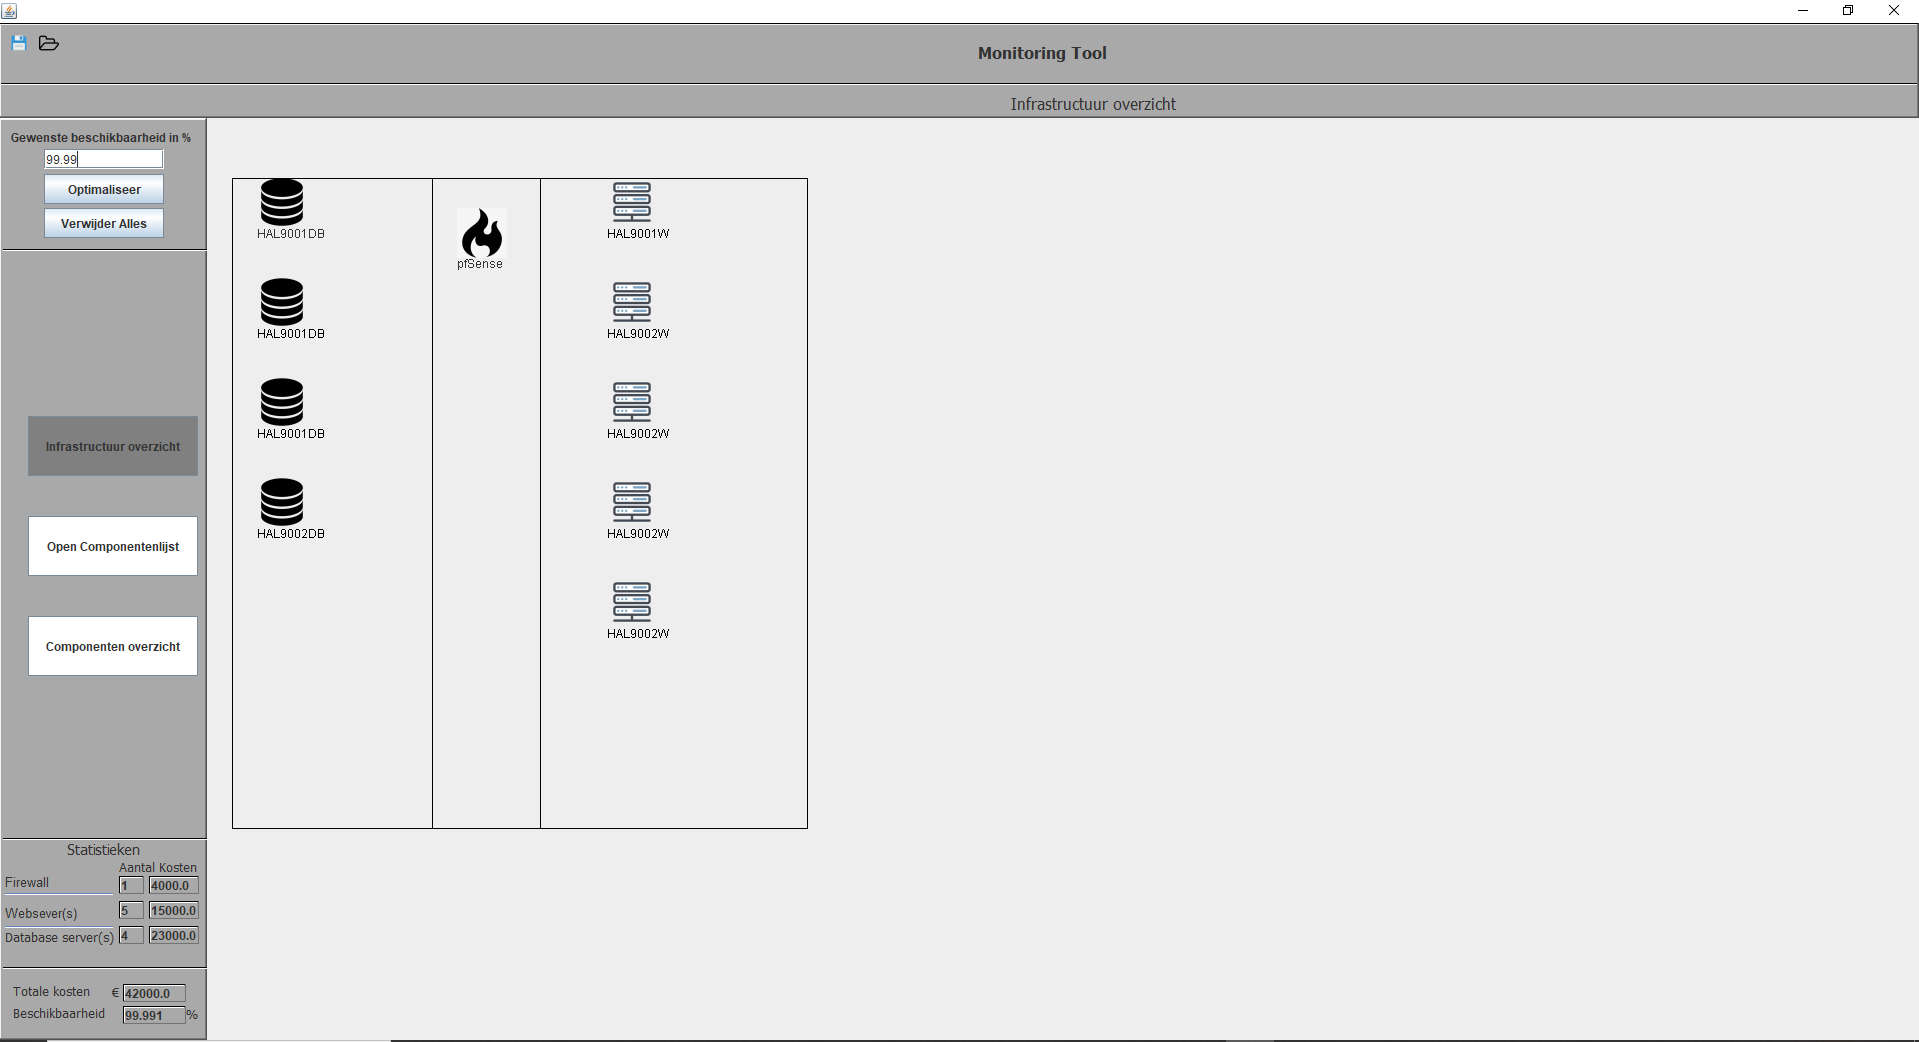 Monitoring Tool
Infrastructuur overzicht
Gewenste beschikbaarheid in %
99.99
Optimaliseer
Verwijder Alles
Infrastructuur overzicht
Open Componentenlijst
Componenten overzicht
HAL9001DB
HAL9001DB
HAL9001DB
HAL9002DB
pfSense
HAL9001W
HAL9002W
HAL9002W
HAL9002W
HAL9002W
Statistieken
Aantal Kosten
Firewall 1 4000.0
Websever(s) 5 15000.0
Database server(s) 4 23000.0
Totale kosten € 42000.0
Beschikbaarheid 99.991 %